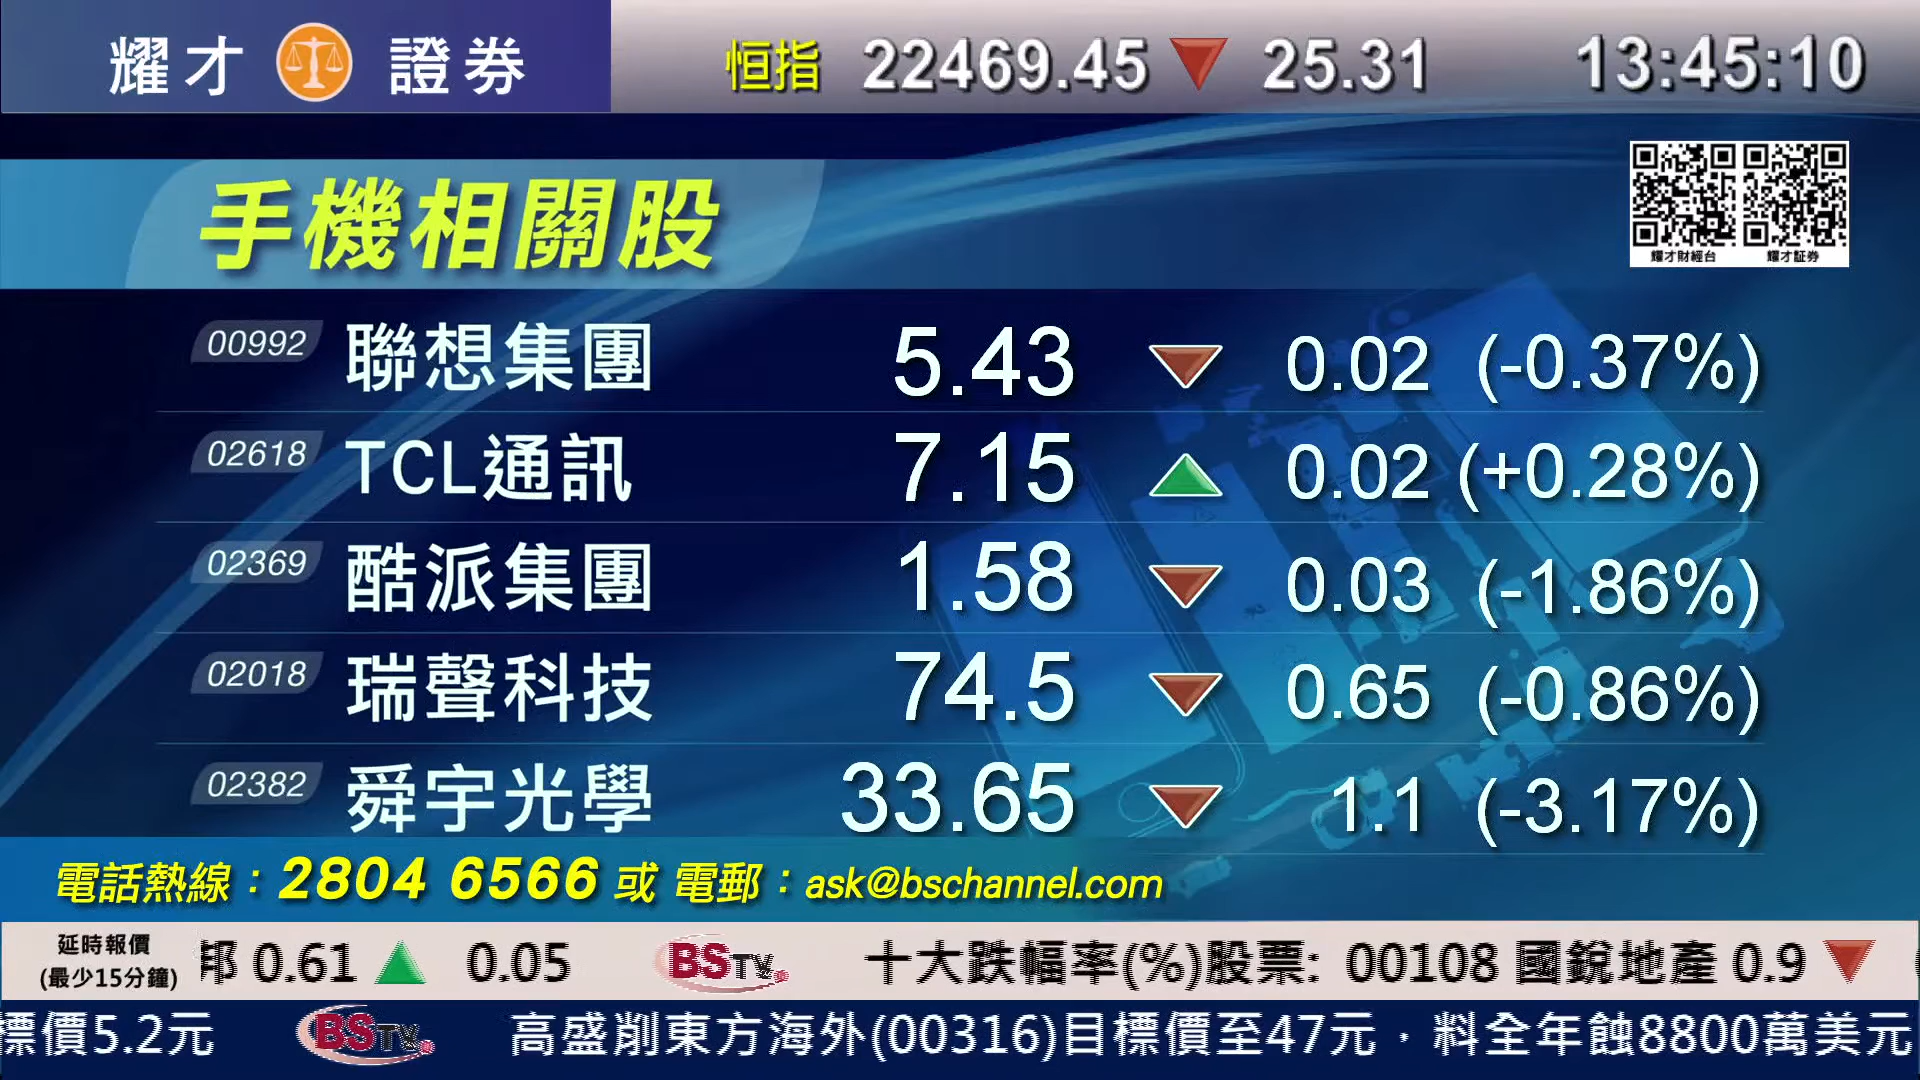 耀才 證券
恒指 22469.45 ▼ 25.31 13:45:10
手機相關股
耀才財經台 耀才証券
00992 聯想集團 5.43 ▼ 0.02 (-0.37%)
02618 TCL通訊 7.15 ▲ 0.02 (+0.28%)
02369 酷派集團 1.58 ▼ 0.03 (-1.86%)
02018 瑞聲科技 74.5 ▼ 0.65 (-0.86%)
02382 舜宇光學 33.65 ▼ 1.1 (-3.17%)
電話熱線：2804 6566 或 電郵：ask@bschannel.com
延時報價
(最少15分鐘)
邦 0.61 ▲ 0.05 BSTV 十大跌幅率(%)股票: 00108 國銳地產 0.9 ▼
標價5.2元 BSTV 高盛削東方海外(00316)目標價至47元，料全年蝕8800萬美元